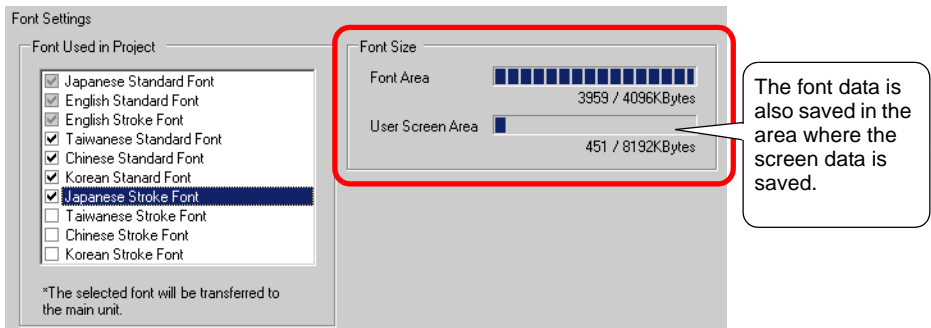 Font Settings
Font Used in Project
Japanese Standard Font
English Standard Font
English Stroke Font
Taiwanese Standard Font
Chinese Standard Font
Korean Stanard Font
Japanese Stroke Font
Taiwanese Stroke Font
Chinese Stroke Font
Korean Stroke Font
*The selected font will be transferred to
the main unit.
Font Size
Font Area
3959 / 4096KBytes
User Screen Area
451 / 8192KBytes
The font data is
also saved in the
area where the
screen data is
saved.